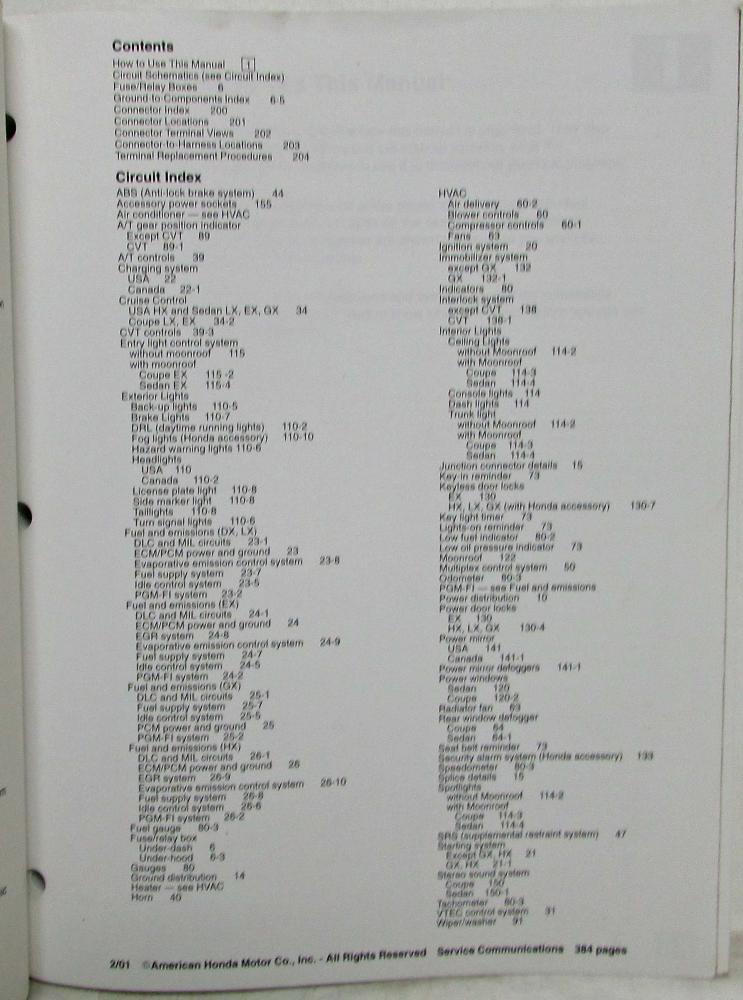 Contents
How to Use This Manual 1
Circuit Schematics (see Circuit Index)
Fuse/Relay Boxes 6
Ground-to-Components Index 6-5
Connector Index 200
Connector Locations 201
Connector Terminal Views 202
Connector-to-Harness Locations 203
Terminal Replacement Procedures 204
Circuit Index
ABS (Anti-lock brake system) 44
Accessory power sockets 155
Air conditioner — see HVAC
A/T gear position indicator
Except CVT 89
CVT 89-1
A/T controls 39
Charging system
USA 22
Canada 22-1
Cruise Control
USA HX and Sedan LX, EX, GX 34
Coupe LX, EX 34-2
CVT controls 39-3
Entry light control system
without moonroof 115
with moonroof
Coupe EX 115-2
Sedan EX 115-4
Exterior Lights
Back-up lights 110-5
Brake Lights 110-7
DRL (daytime running lights) 110-2
Fog lights (Honda accessory) 110-10
Hazard warning lights 110-6
Headlights
USA 110
Canada 110-2
License plate light 110-8
Side marker light 110-8
Taillights 110-8
Turn signal lights 110-6
Fuel and emissions (DX, LX)
DLC and MIL circuits 23-1
ECM/PCM power and ground 23
Evaporative emission control system 23-8
Fuel supply system 23-7
Idle control system 23-5
PGM-FI system 23-2
Fuel and emissions (EX)
DLC and MIL circuits 24-1
ECM/PCM power and ground 24
EGR system 24-8
Evaporative emission control system 24-9
Fuel supply system 24-7
Idle control system 24-5
PGM-FI system 24-2
Fuel and emissions (GX)
DLC and MIL circuits 25-1
Fuel supply system 25-7
Idle control system 25-5
PCM power and ground 25
PGM-FI system 25-2
Fuel and emissions (HX)
DLC and MIL circuits 26-1
ECM/PCM power and ground 26
EGR system 26-9
Evaporative emission control system 26-10
Fuel supply system 26-8
Idle control system 26-6
PGM-FI system 26-2
Fuel gauge 80-3
Fuse/relay box
Under-dash 6
Under-hood 6-3
Gauges 80
Ground distribution 14
Heater — see HVAC
Horn 40
HVAC
Air delivery 60-2
Blower controls 60
Compressor controls 60-1
Fans 63
Ignition system 20
Immobilizer system
except GX 132
GX 132-1
Indicators 80
Interlock system
except CVT 138
CVT 138-1
Interior Lights
Ceiling Lights
without Moonroof 114-2
with Moonroof
Coupe 114-3
Sedan 114-4
Console lights 114
Dash lights 114
Trunk light
without Moonroof 114-2
with Moonroof
Coupe 114-3
Sedan 114-4
Junction connector details 15
Key-in reminder 73
Keyless door locks
EX 130
HX, LX, GX (with Honda accessory) 130-7
Key light timer 73
Lights-on reminder 73
Low fuel indicator 80-2
Low oil pressure indicator 73
Moonroof 122
Multiplex control system 50
Odometer 80-3
PGM-FI — see Fuel and emissions
Power distribution 10
Power door locks
EX 130
HX, LX, GX 130-4
Power mirror
USA 141
Canada 141-1
Power mirror defoggers 141-1
Power windows
Sedan 120
Coupe 120-2
Radiator fan 63
Rear window defogger
Coupe 64
Sedan 64-1
Seat belt reminder 73
Security alarm system (Honda accessory) 133
Speedometer 80-3
Splice details 15
Spotlights
without Moonroof 114-2
with Moonroof
Coupe 114-3
Sedan 114-4
SRS (supplemental restraint system) 47
Starting system
Except GX, HX 21
GX, HX 21-1
Stereo sound system
Coupe 150
Sedan 150-1
Tachometer 80-3
VTEC control system 31
Wiper/washer 91
2/01 ©American Honda Motor Co., Inc. - All Rights Reserved Service Communications 384 pages